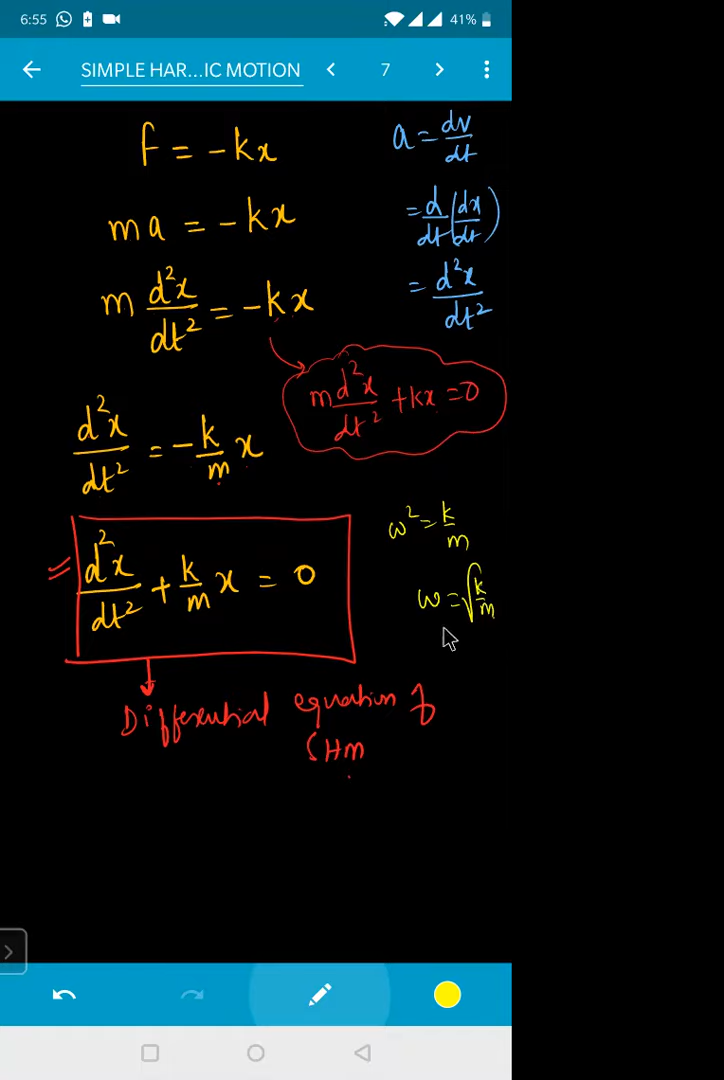 6:55 41%
SIMPLE HAR...IC MOTION 7
f = -kx
a = dv/dt
ma = -kx
= d/dt (dx/dt)
m d²x/dt² = -kx
= d²x/dt²
m d²x/dt² + kx = 0
d²x/dt² = -k/m x
ω² = k/m
d²x/dt² + k/m x = 0
ω = √k/m
Differential equation of
SHM